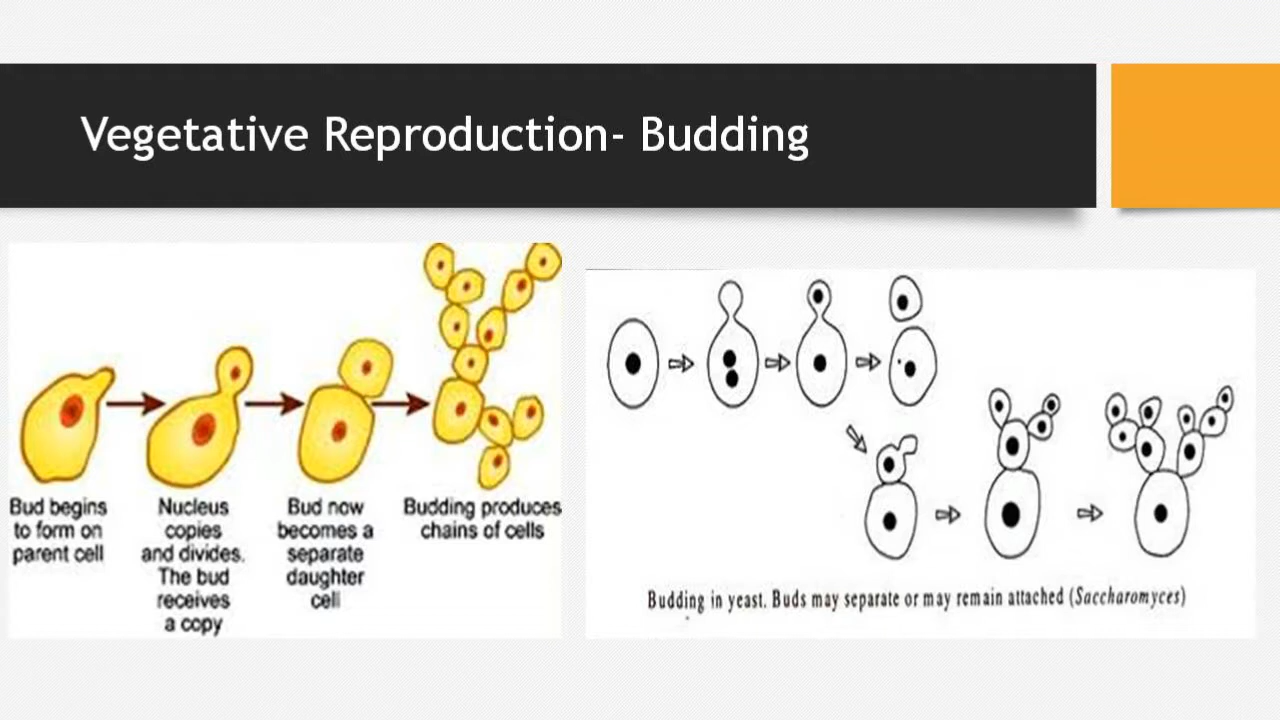 Vegetative Reproduction- Budding
Bud begins
to form on
parent cell
Nucleus
copies
and divides.
The bud
receives
a copy
Bud now
becomes a
separate
daughter
cell
Budding produces
chains of cells
Budding in yeast. Buds may separate or may remain attached (Saccharomyces)